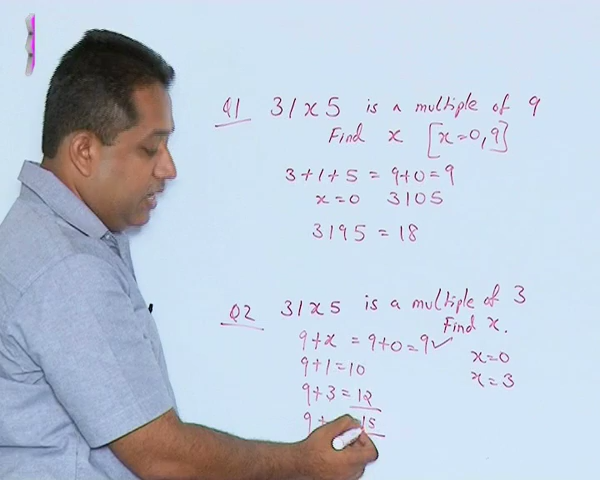 Q1 31x5 is a multiple of 9
Find x [x=0,9]
3+1+5 = 9+0=9
x=0 3105
3195 = 18
Q2 31x5 is a multiple of 3
Find x.
9+x = 9+0=9✓
x=0
9+1=10
x=3
9+3=12
9+ 15